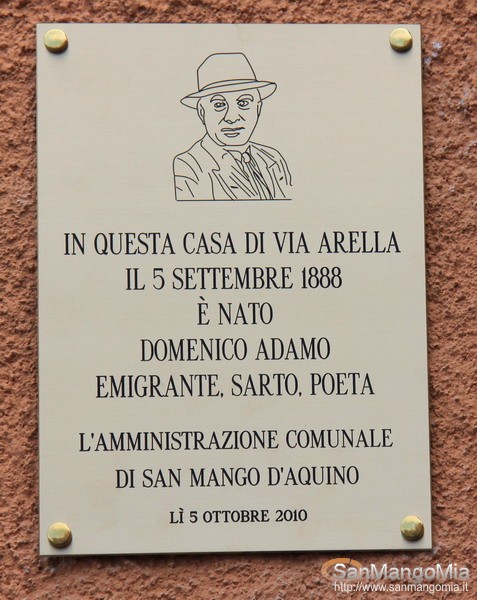 IN QUESTA CASA DI VIA ARELLA
IL 5 SETTEMBRE 1888
È NATO
DOMENICO ADAMO
EMIGRANTE, SARTO, POETA
L'AMMINISTRAZIONE COMUNALE
DI SAN MANGO D'AQUINO
LÌ 5 OTTOBRE 2010
SanMangoMia
http://www.sanmangomia.it